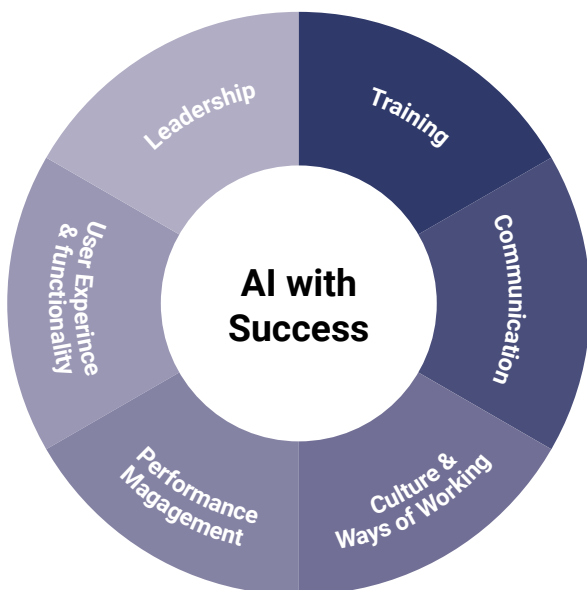 Leadership
Training
User Experince
& functionality
AI with
Success
Communication
Performance
Magagement
Culture &
Ways of Working